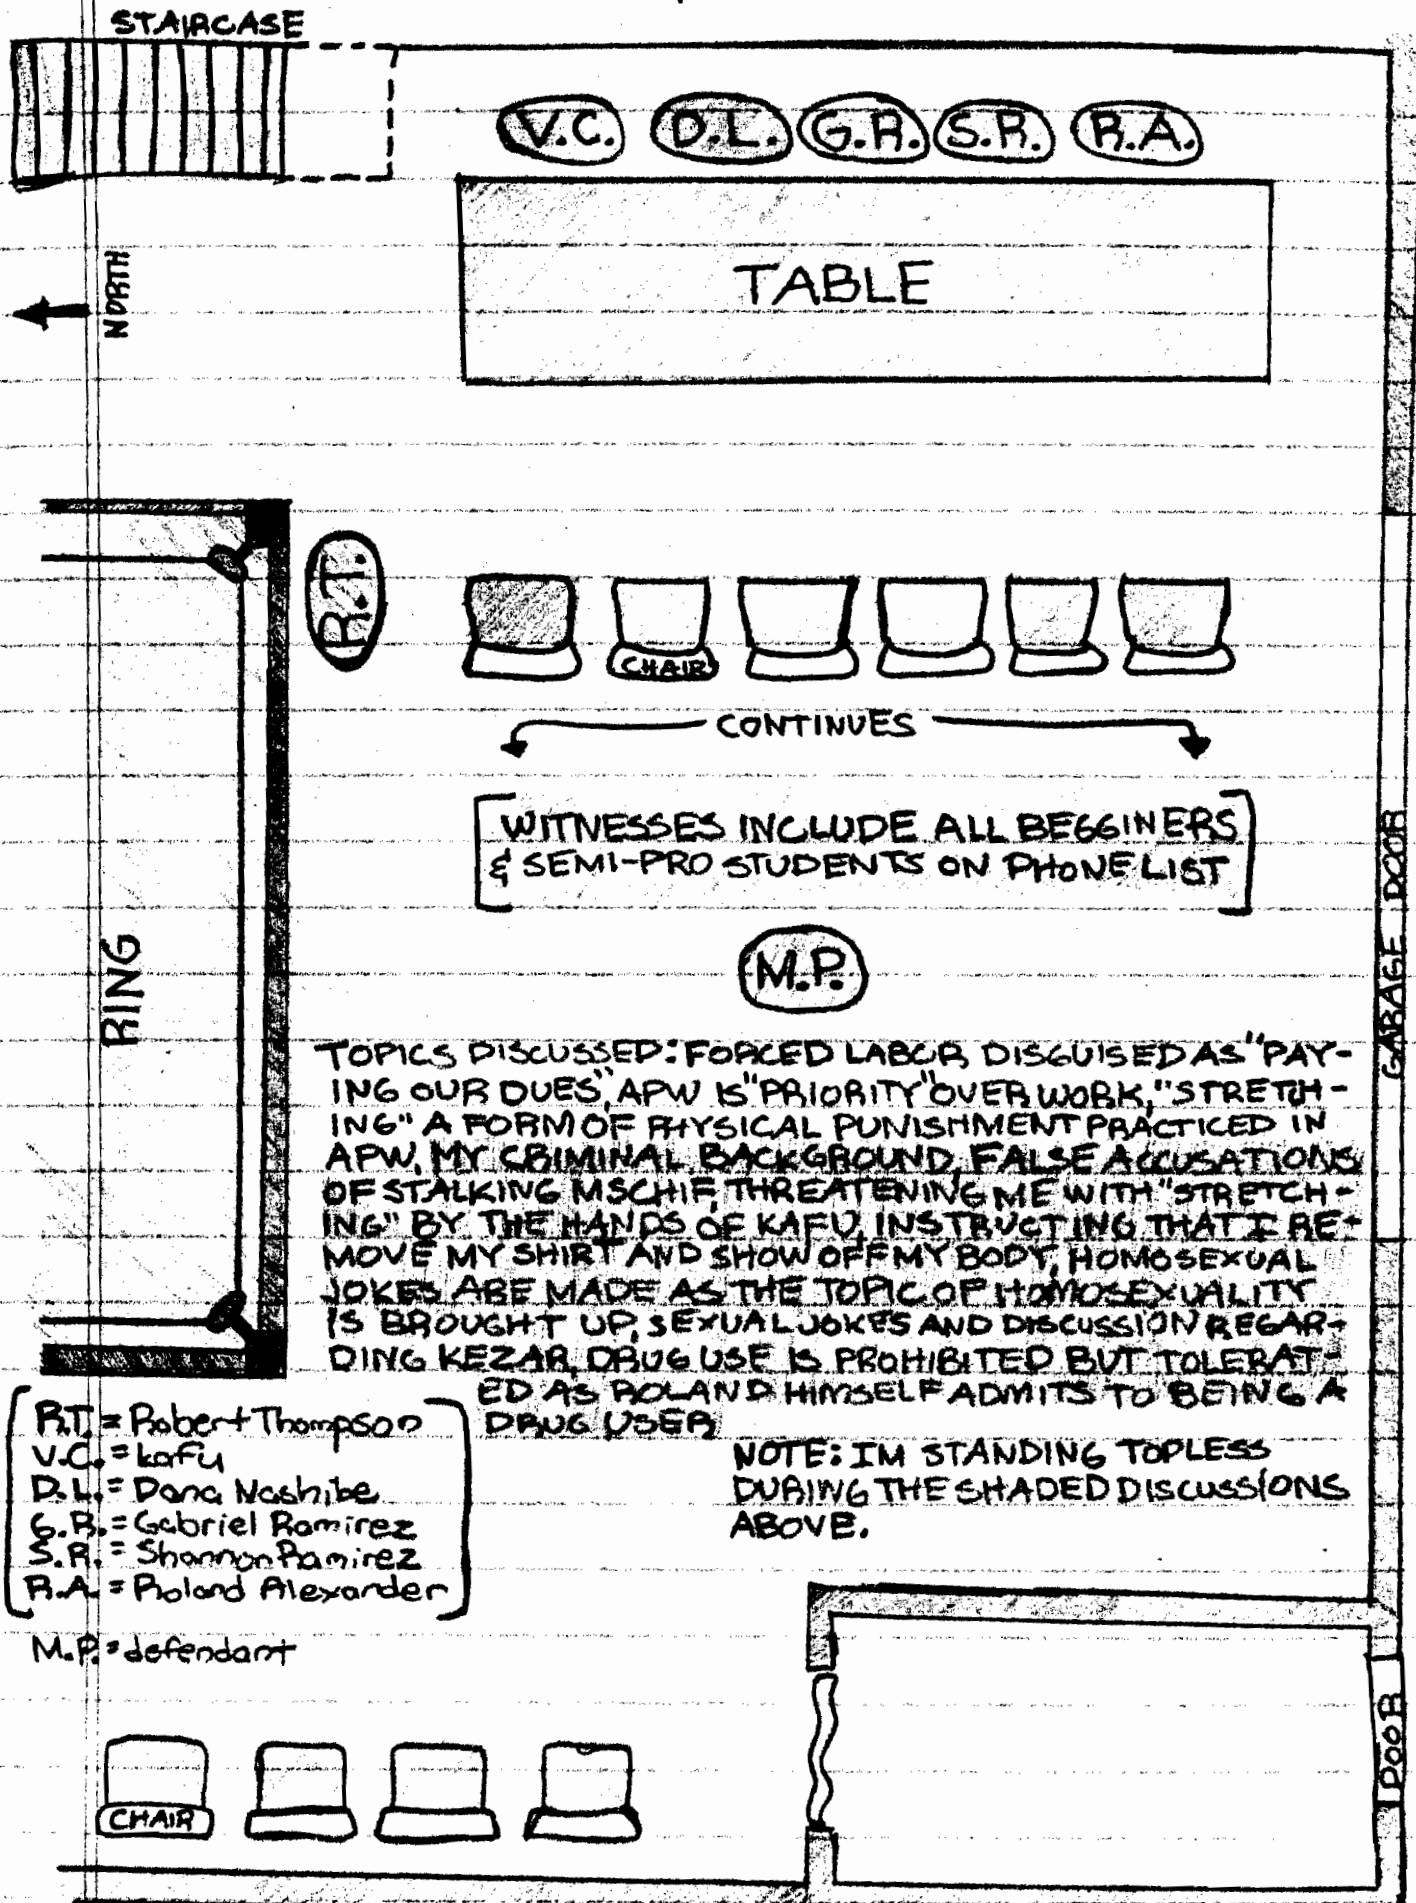 STAIRCASE
V.C. D.L. G.R. S.R. R.A.
TABLE
NORTH
R.T.
CHAIR
CONTINUES
WITNESSES INCLUDE ALL BEGGINERS
& SEMI-PRO STUDENTS ON PHONE LIST
M.P.
RING
GARAGE DOOR
TOPICS DISCUSSED: FORCED LABOR DISGUISED AS "PAY-
ING OUR DUES", APW IS "PRIORITY" OVER WORK, "STRETCH-
ING" A FORM OF PHYSICAL PUNISHMENT PRACTICED IN
APW, MY CRIMINAL BACKGROUND, FALSE ACCUSATIONS
OF STALKING MSCHIF, THREATENING ME WITH "STRETCH-
ING" BY THE HANDS OF KAFU, INSTRUCTING THAT I RE-
MOVE MY SHIRT AND SHOW OFF MY BODY, HOMOSEXUAL
JOKES ARE MADE AS THE TOPIC OF HOMOSEXUALITY
IS BROUGHT UP, SEXUAL JOKES AND DISCUSSION REGAR-
DING KEZAR, DRUG USE IS PROHIBITED BUT TOLERAT-
ED AS ROLAND HIMSELF ADMITS TO BEING A
DRUG USER
NOTE: IM STANDING TOPLESS
DURING THE SHADED DISCUSSIONS
ABOVE.
R.T. = Robert Thompson
V.C. = kafu
D.L. = Dana Nashibe
G.R. = Gabriel Ramirez
S.R. = Shannon Ramirez
R.A. = Roland Alexander
M.P. = defendant
DOOR
CHAIR